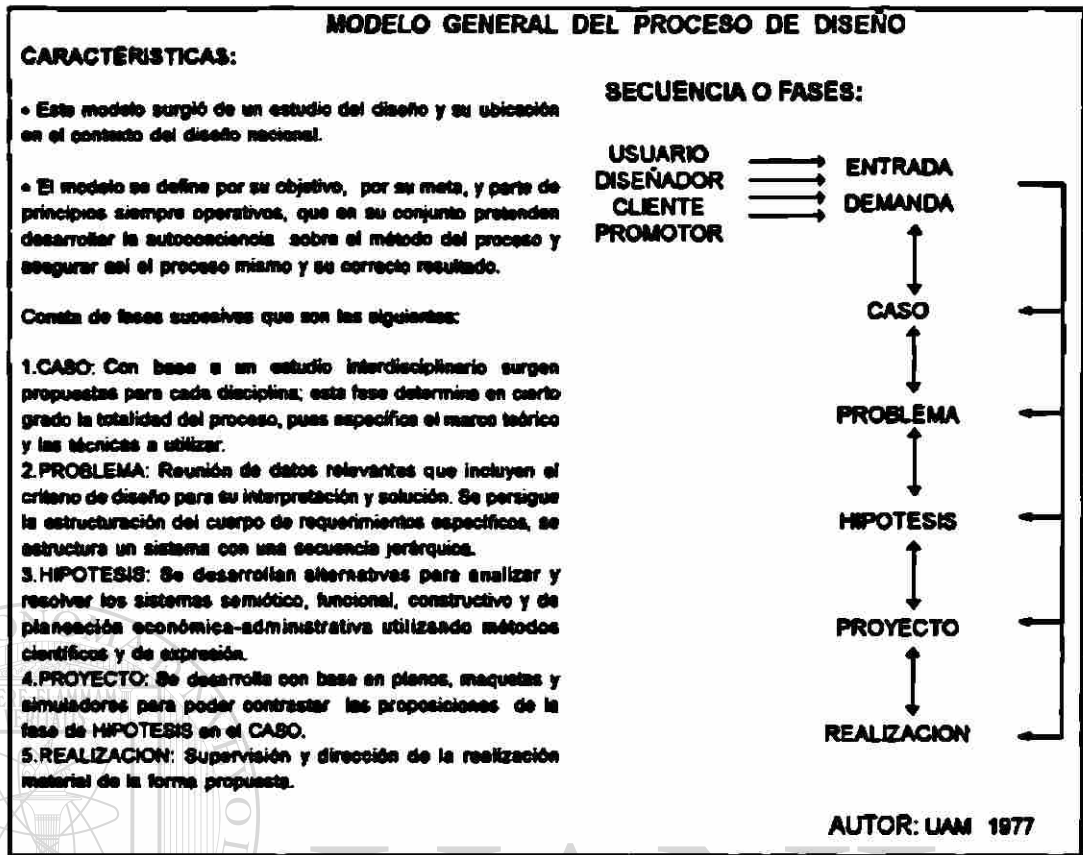 MODELO GENERAL DEL PROCESO DE DISEÑO
CARACTERISTICAS:
• Este modelo surgió de un estudio del diseño y su ubicación
en el contexto del diseño nacional.
• El modelo se define por su objetivo, por su meta, y parte de
principios siempre operativos, que en su conjunto pretenden
desarrollar la autoconsciencia sobre el método del proceso y
asegurar así el proceso mismo y su correcto resultado.
Consta de fases sucesivas que son las siguientes:
1.CASO: Con base a un estudio interdisciplinario surgen
propuestas para cada disciplina; esta fase determina en cierto
grado la totalidad del proceso, pues especifica el marco teórico
y las técnicas a utilizar.
2.PROBLEMA: Reunión de datos relevantes que incluyen el
criterio de diseño para su interpretación y solución. Se persigue
la estructuración del cuerpo de requerimientos específicos, se
estructura un sistema con una secuencia jerárquica.
3.HIPOTESIS: Se desarrollan alternativas para analizar y
resolver los sistemas semiótico, funcional, constructivo y de
planeación económica-administrativa utilizando métodos
científicos y de expresión.
4.PROYECTO: Se desarrolla con base en planos, maquetas y
simuladores para poder contrastar las proposiciones de la
fase de HIPOTESIS en el CASO.
5.REALIZACION: Supervisión y dirección de la realización
material de la forma propuesta.
SECUENCIA O FASES:
USUARIO
DISEÑADOR
CLIENTE
PROMOTOR
ENTRADA
DEMANDA
CASO
PROBLEMA
HIPOTESIS
PROYECTO
REALIZACION
AUTOR: UAM 1977